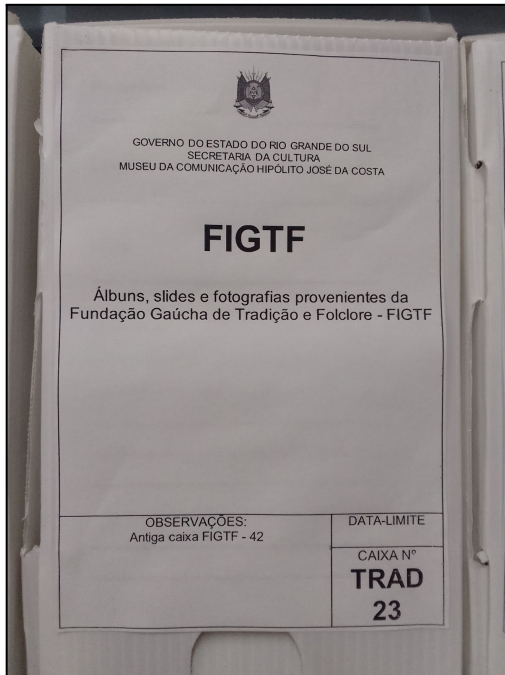 GOVERNO DO ESTADO DO RIO GRANDE DO SUL
SECRETARIA DA CULTURA
MUSEU DA COMUNICAÇÃO HIPÓLITO JOSÉ DA COSTA
FIGTF
Álbuns, slides e fotografias provenientes da
Fundação Gaúcha de Tradição e Folclore - FIGTF
OBSERVAÇÕES:
Antiga caixa FIGTF - 42
DATA-LIMITE
CAIXA Nº
TRAD
23